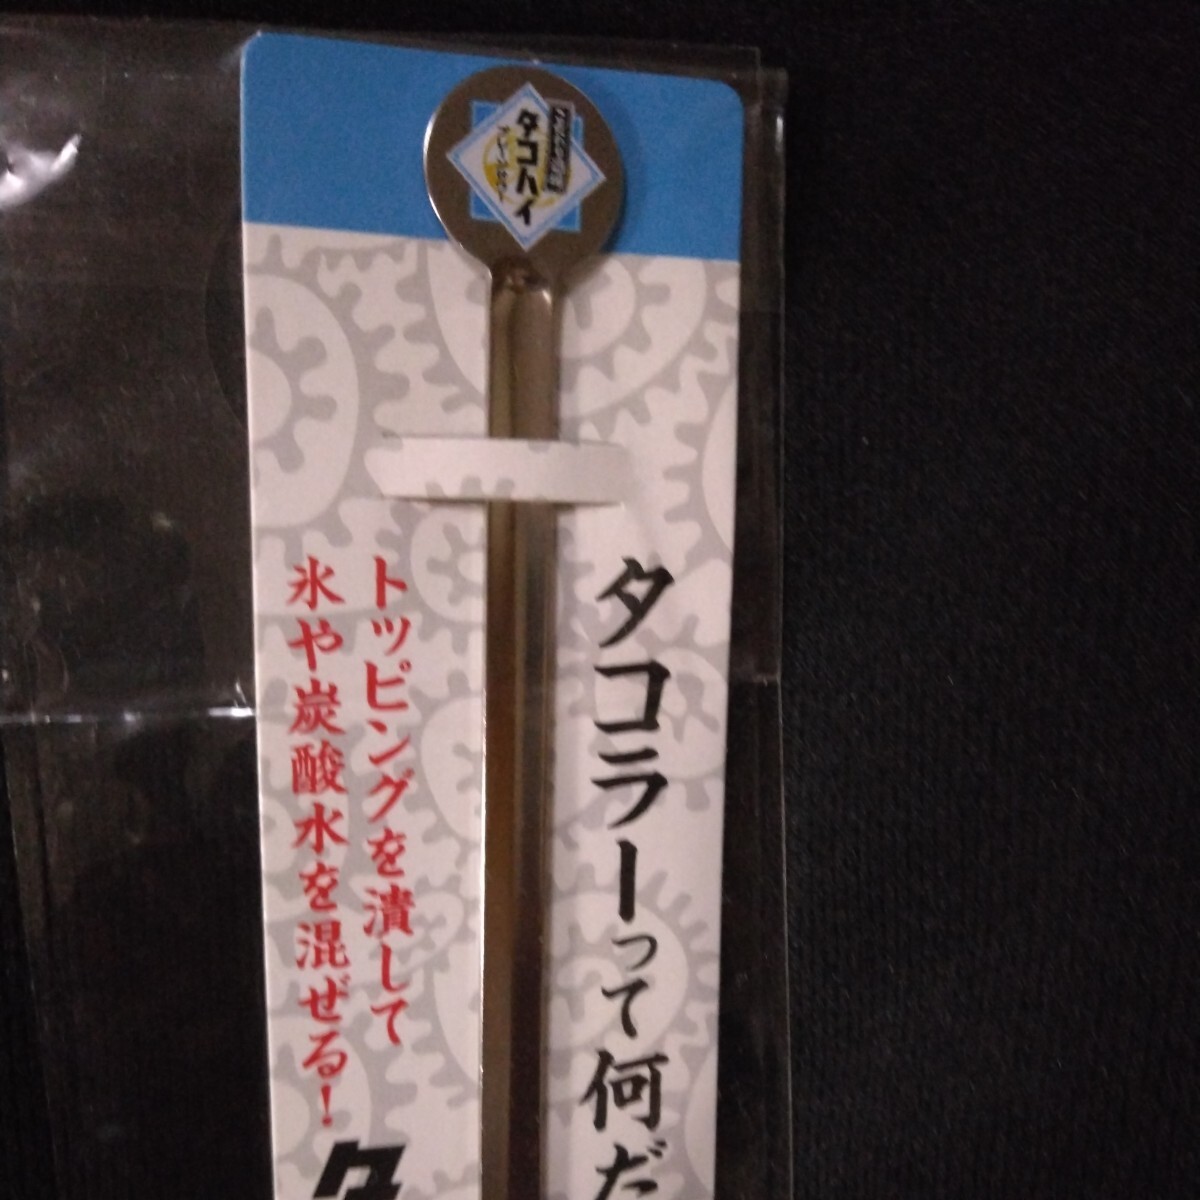 タコハイ
タコラーって何だ
トッピングを潰して
氷や炭酸水を混ぜる！
タ